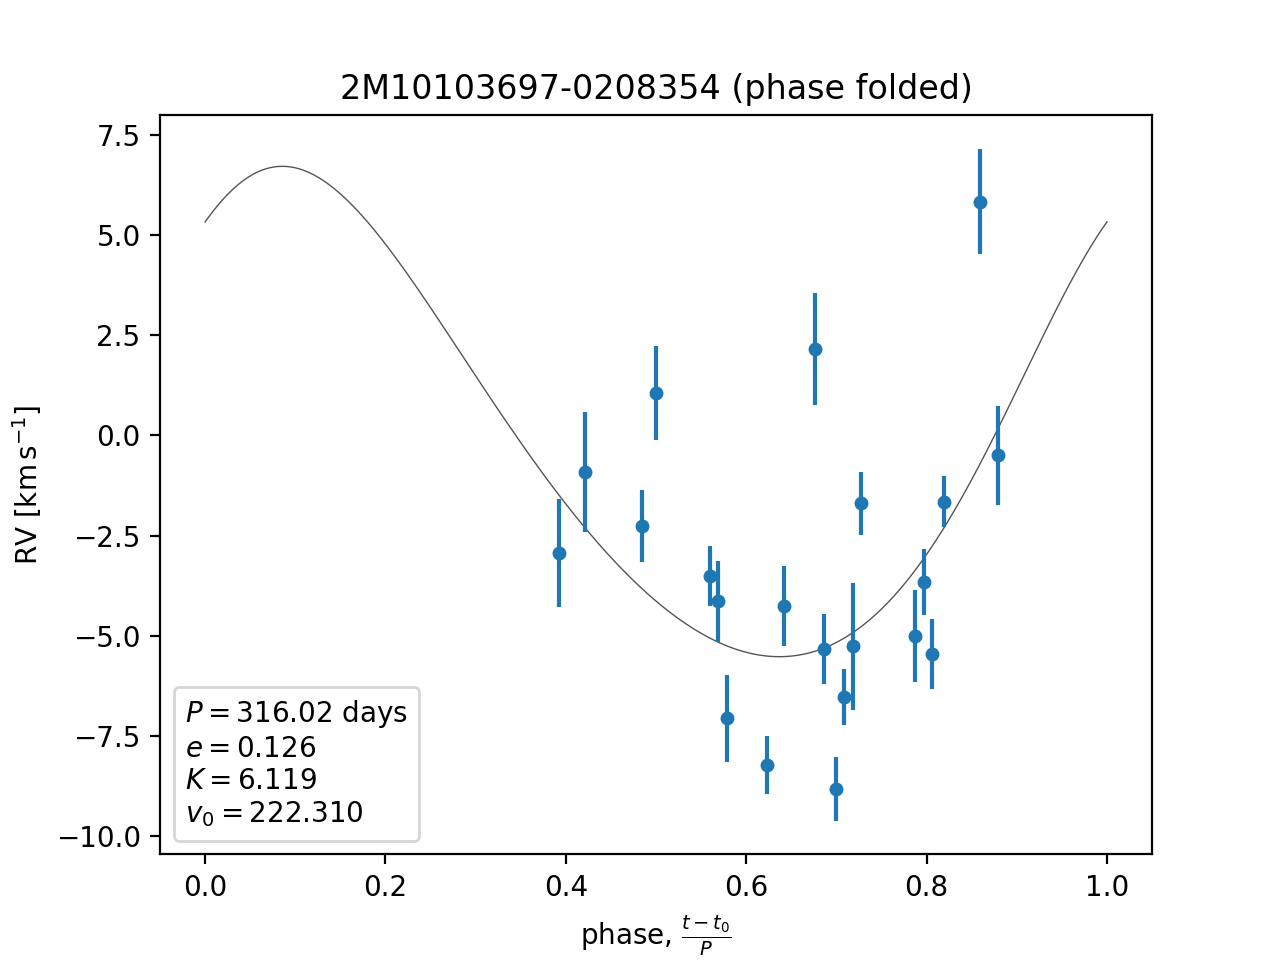 2M10103697-0208354 (phase folded)
7.5
5.0
2.5
0.0
−2.5
−5.0
−7.5
−10.0
RV [km s⁻¹]
P = 316.02 days
e = 0.126
K = 6.119
v₀ = 222.310
0.0 0.2 0.4 0.6 0.8 1.0
phase, (t − t₀)/P